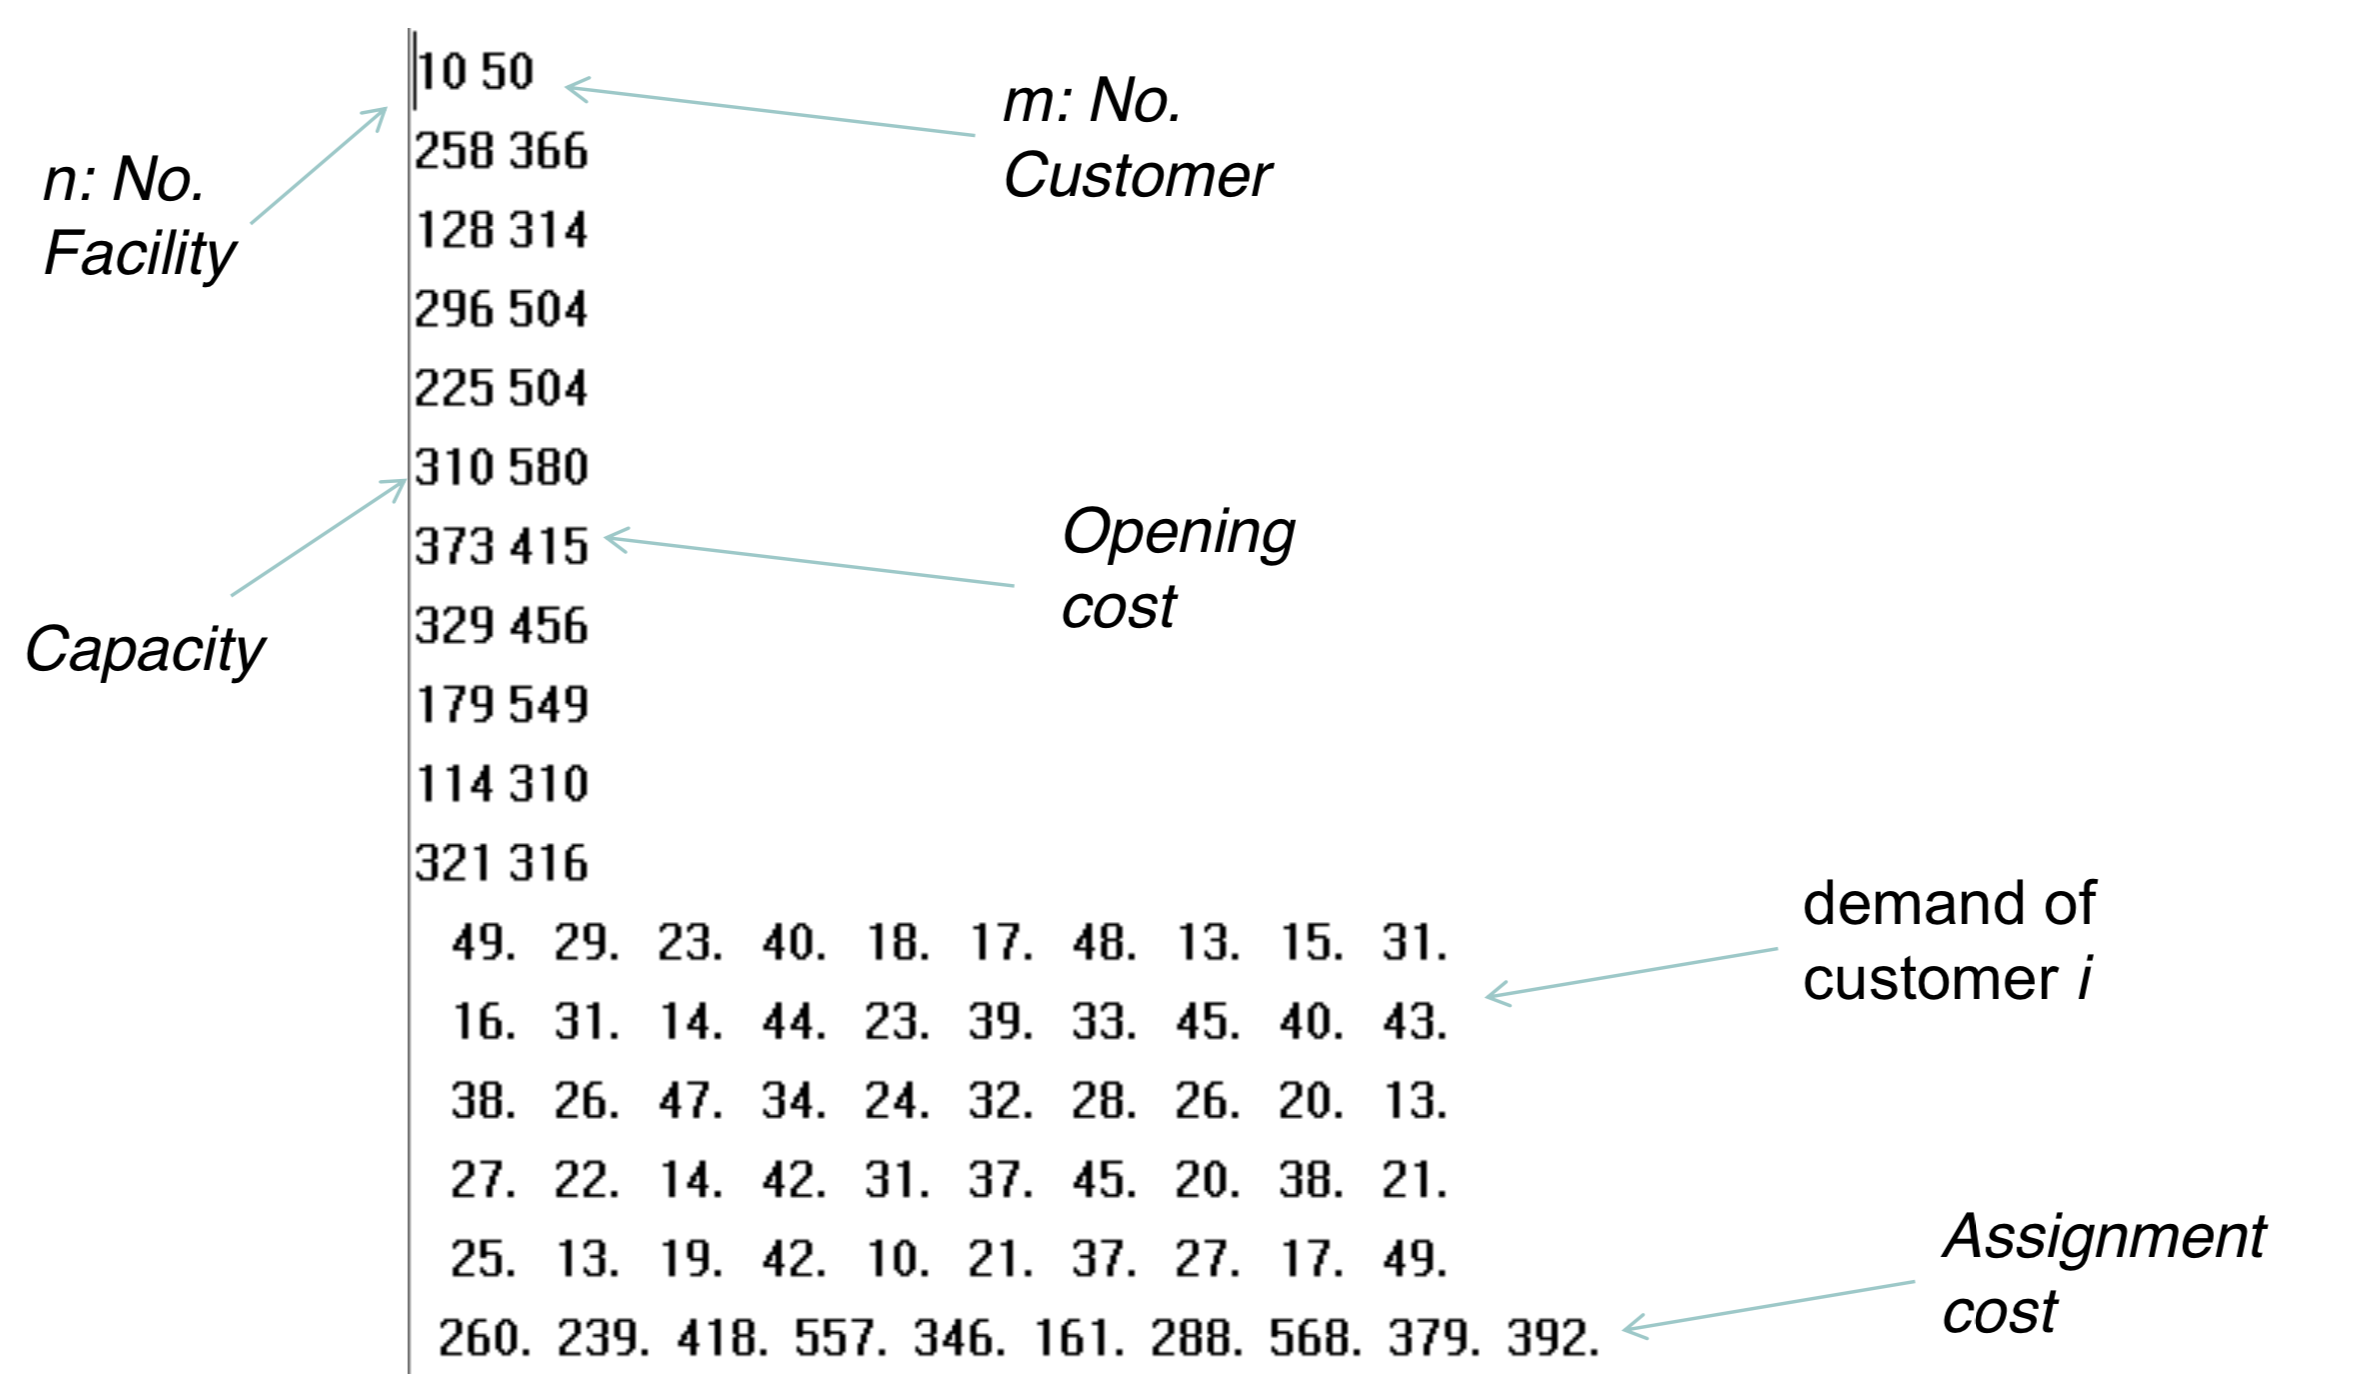 10 50
258 366
128 314
296 504
225 504
310 580
373 415
329 456
179 549
114 310
321 316
49. 29. 23. 40. 18. 17. 48. 13. 15. 31.
16. 31. 14. 44. 23. 39. 33. 45. 40. 43.
38. 26. 47. 34. 24. 32. 28. 26. 20. 13.
27. 22. 14. 42. 31. 37. 45. 20. 38. 21.
25. 13. 19. 42. 10. 21. 37. 27. 17. 49.
260. 239. 418. 557. 346. 161. 288. 568. 379. 392.
n: No.
Facility
m: No.
Customer
Capacity
Opening
cost
demand of
customer i
Assignment
cost